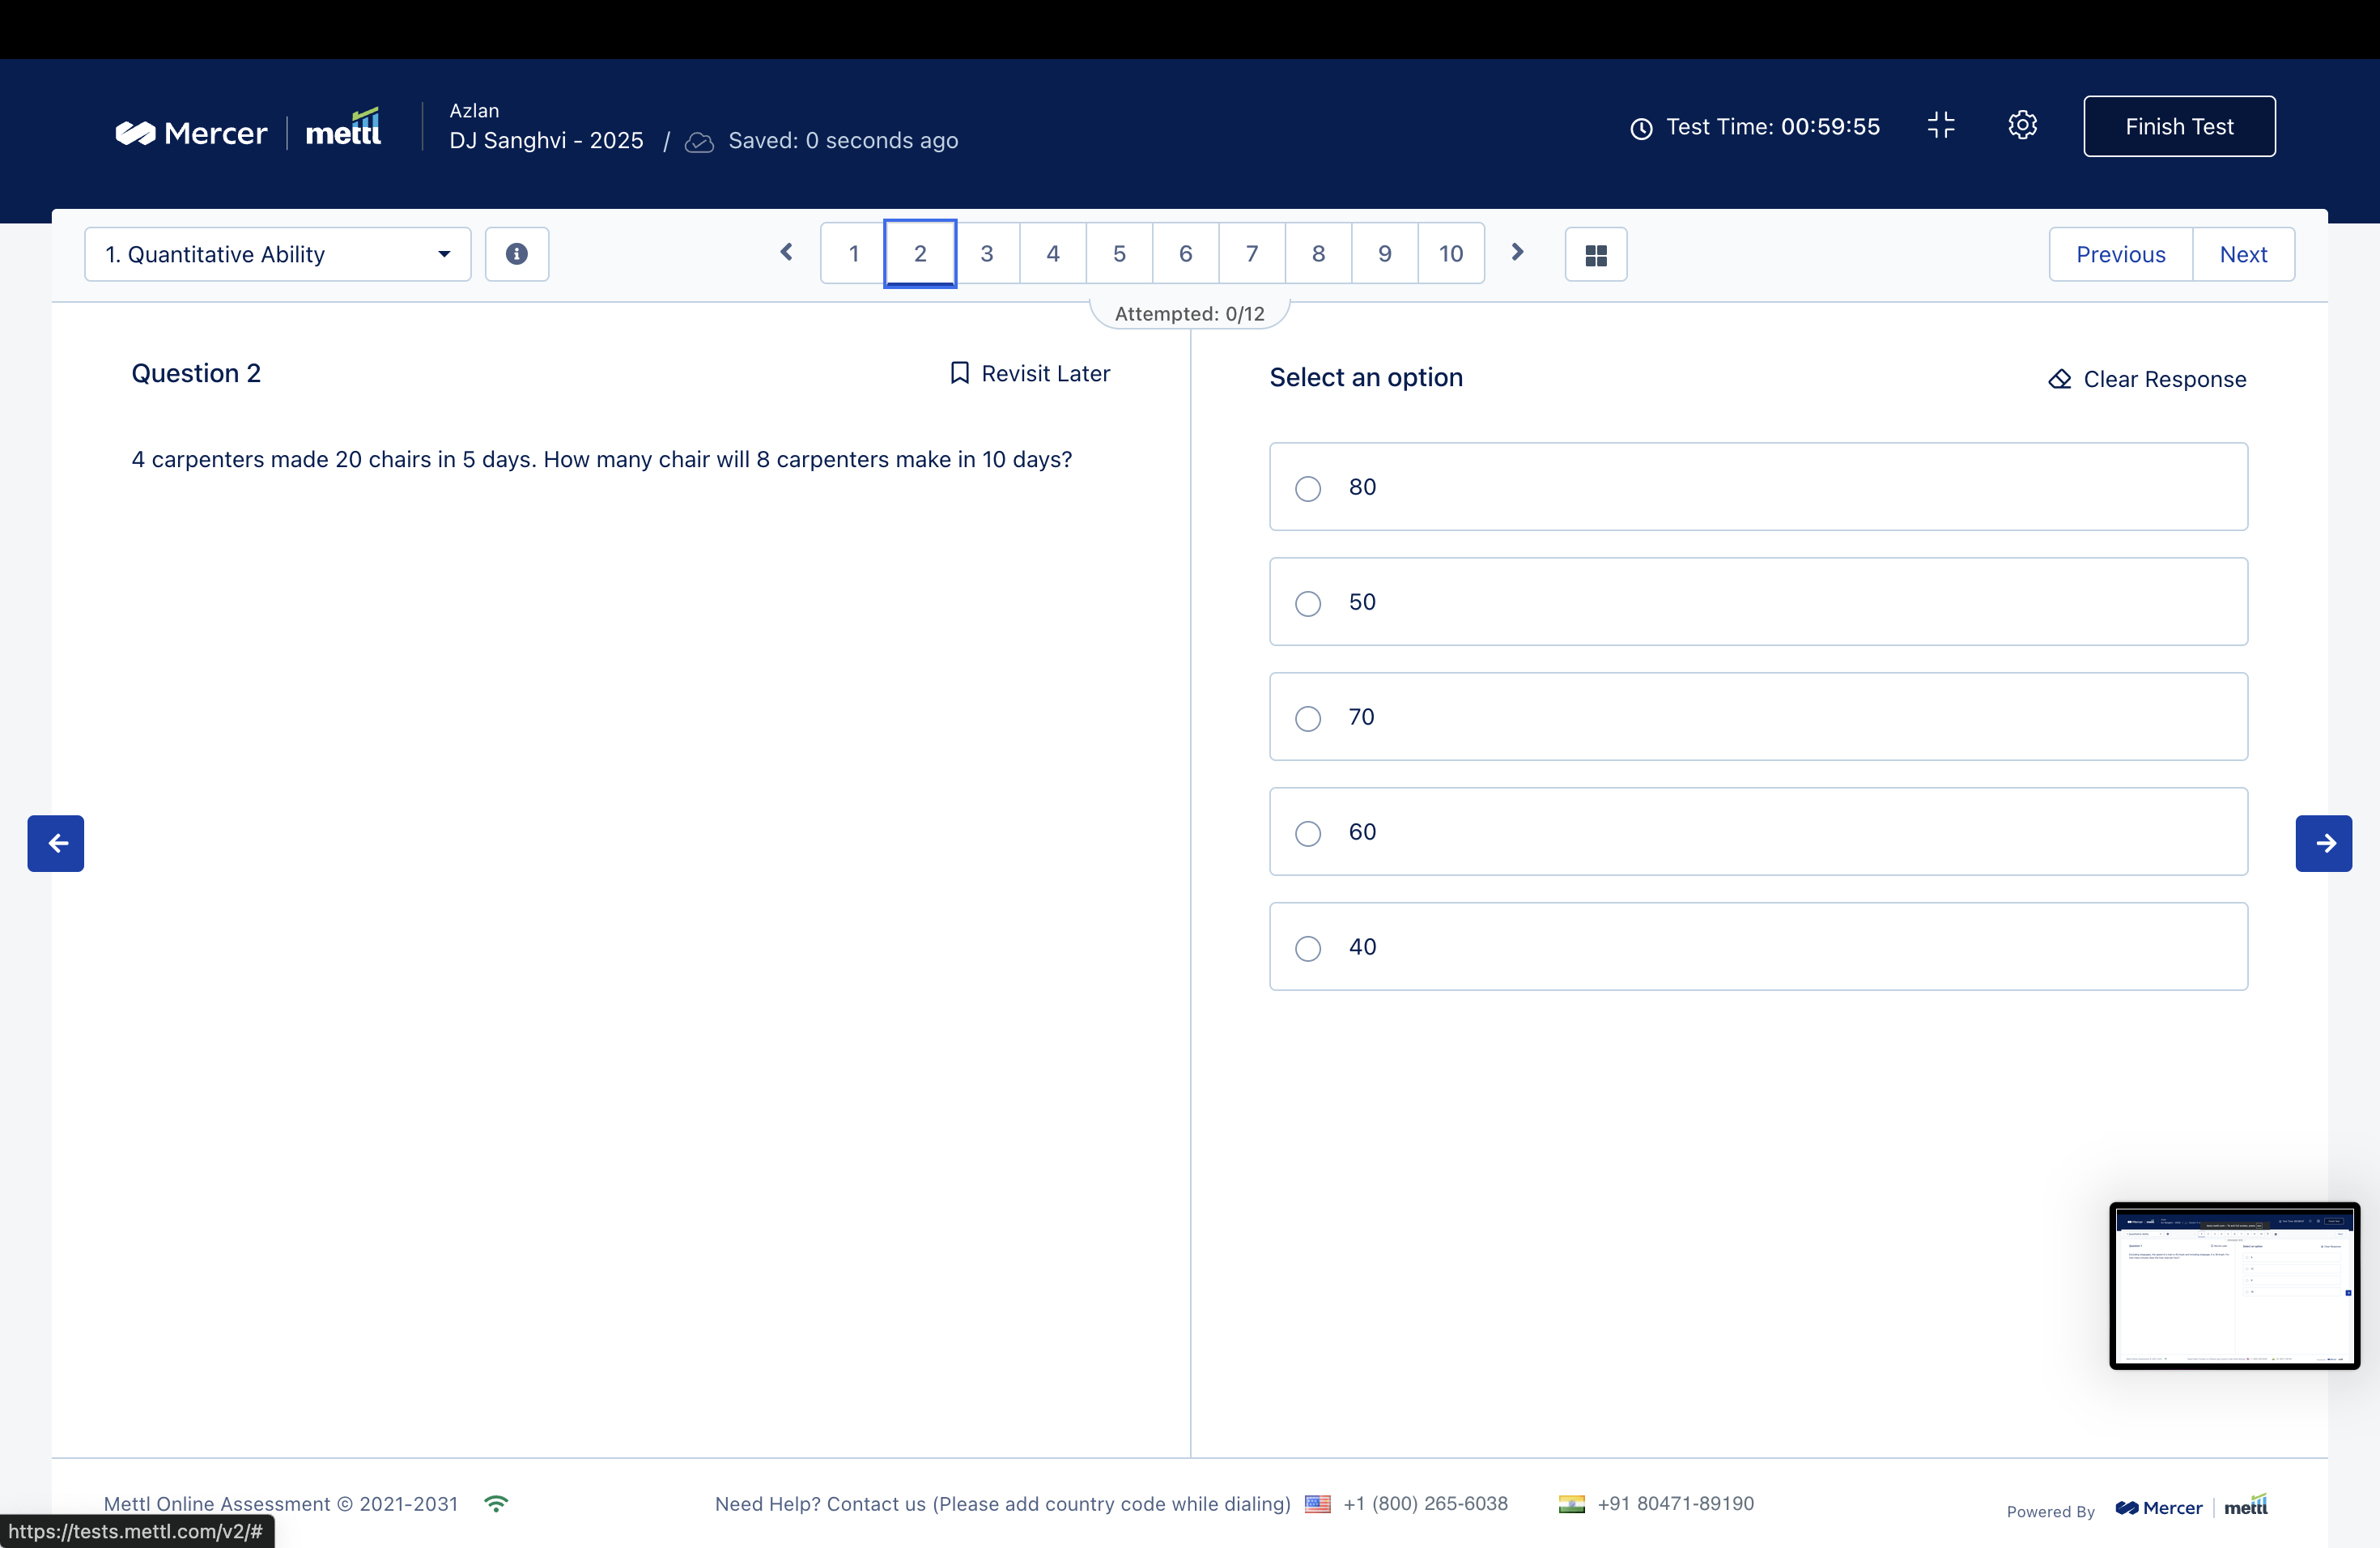 Mercer | mettl
Azlan
DJ Sanghvi - 2025 / Saved: 0 seconds ago
Test Time: 00:59:55
Finish Test
1. Quantitative Ability
1 2 3 4 5 6 7 8 9 10
Previous Next
Attempted: 0/12
Question 2
Revisit Later
4 carpenters made 20 chairs in 5 days. How many chair will 8 carpenters make in 10 days?
Select an option
Clear Response
80
50
70
60
40
Mettl Online Assessment © 2021-2031
Need Help? Contact us (Please add country code while dialing) +1 (800) 265-6038 +91 80471-89190
Powered By Mercer | mettl
https://tests.mettl.com/v2/#